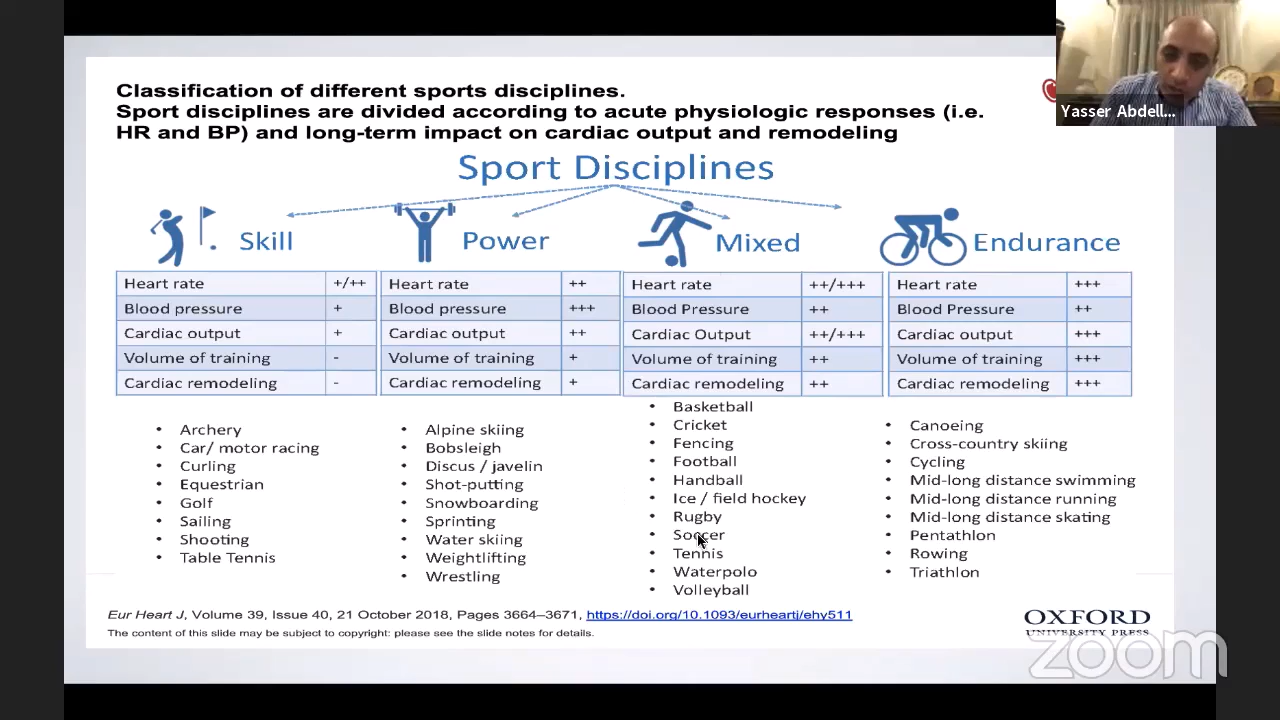 Classification of different sports disciplines.
Sport disciplines are divided according to acute physiologic responses (i.e.
HR and BP) and long-term impact on cardiac output and remodeling
Yasser Abdell...
Sport Disciplines
Skill
Heart rate +/++
Blood pressure +
Cardiac output +
Volume of training -
Cardiac remodeling -
• Archery
• Car/ motor racing
• Curling
• Equestrian
• Golf
• Sailing
• Shooting
• Table Tennis
Power
Heart rate ++
Blood pressure +++
Cardiac output ++
Volume of training +
Cardiac remodeling +
• Alpine skiing
• Bobsleigh
• Discus / javelin
• Shot-putting
• Snowboarding
• Sprinting
• Water skiing
• Weightlifting
• Wrestling
Mixed
Heart rate ++/+++
Blood Pressure ++
Cardiac Output ++/+++
Volume of training ++
Cardiac remodeling ++
• Basketball
• Cricket
• Fencing
• Football
• Handball
• Ice / field hockey
• Rugby
• Soccer
• Tennis
• Waterpolo
• Volleyball
Endurance
Heart rate +++
Blood Pressure ++
Cardiac output +++
Volume of training +++
Cardiac remodeling +++
• Canoeing
• Cross-country skiing
• Cycling
• Mid-long distance swimming
• Mid-long distance running
• Mid-long distance skating
• Pentathlon
• Rowing
• Triathlon
Eur Heart J, Volume 39, Issue 40, 21 October 2018, Pages 3664–3671, https://doi.org/10.1093/eurheartj/ehy511
The content of this slide may be subject to copyright: please see the slide notes for details.
OXFORD
UNIVERSITY PRESS
zoom